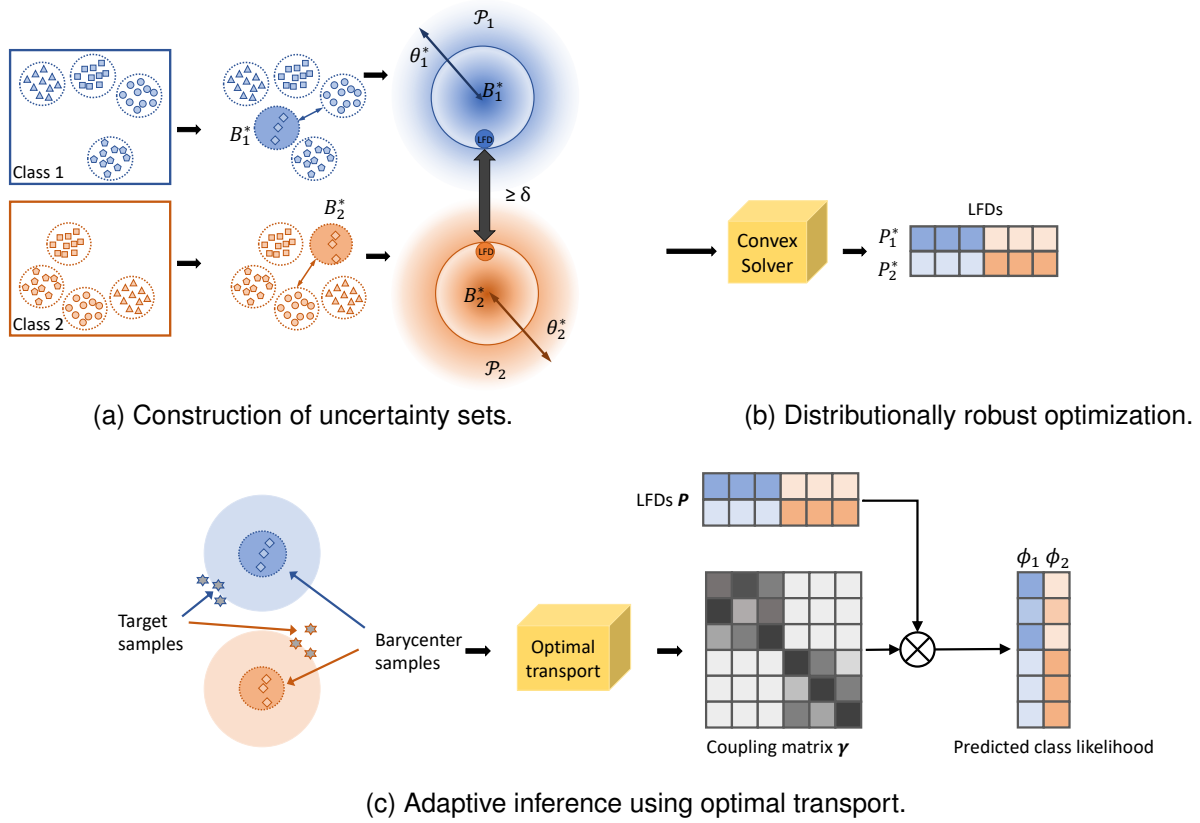 𝒫₁
θ₁*
B₁*
LFD
B₁*
Class 1
≥ δ
B₂*
LFD
B₂*
θ₂*
Class 2
𝒫₂
(a) Construction of uncertainty sets.
Convex
Solver
LFDs
P₁*
P₂*
(b) Distributionally robust optimization.
LFDs P
ϕ₁ ϕ₂
Target
samples
Barycenter
samples
Optimal
transport
Coupling matrix γ
Predicted class likelihood
(c) Adaptive inference using optimal transport.